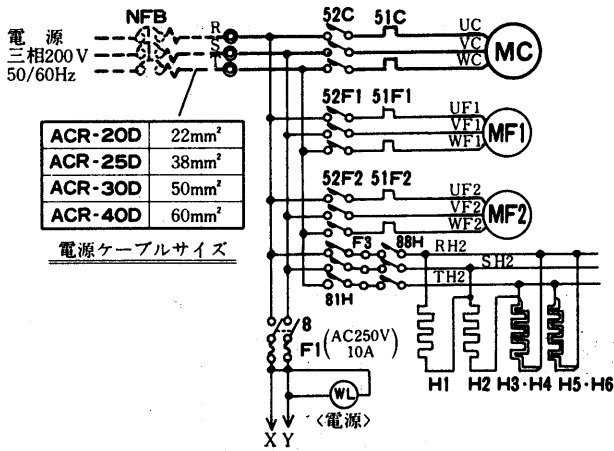 NFB
電源
三相200V
50/60Hz
R
S
T
52C 51C
UC
VC
WC
MC
ACR-20D 22mm²
ACR-25D 38mm²
ACR-30D 50mm²
ACR-40D 60mm²
電源ケーブルサイズ
52F1 51F1
UF1
VF1
WF1
MF1
52F2 51F2
UF2
VF2
WF2
MF2
F3 88H
RH2
SH2
TH2
81H
8
F1 (AC250V 10A)
WL
〈電源〉
X Y
H1 H2 H3・H4 H5・H6